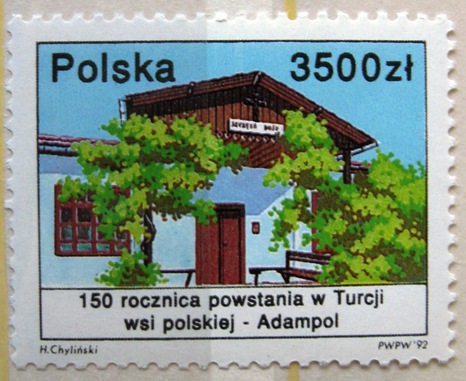 Polska 3500zł
150 rocznica powstania w Turcji
wsi polskiej - Adampol
H.Chyliński PWPW'92